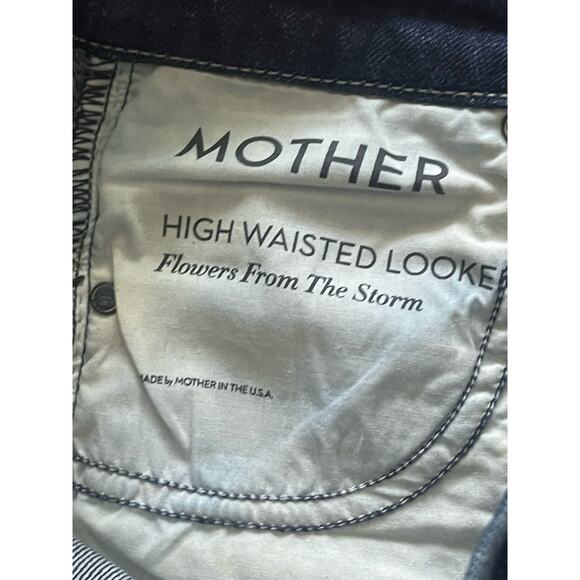 MOTHER
HIGH WAISTED LOOKE
Flowers From The Storm
MADE by MOTHER IN THE U.S.A.